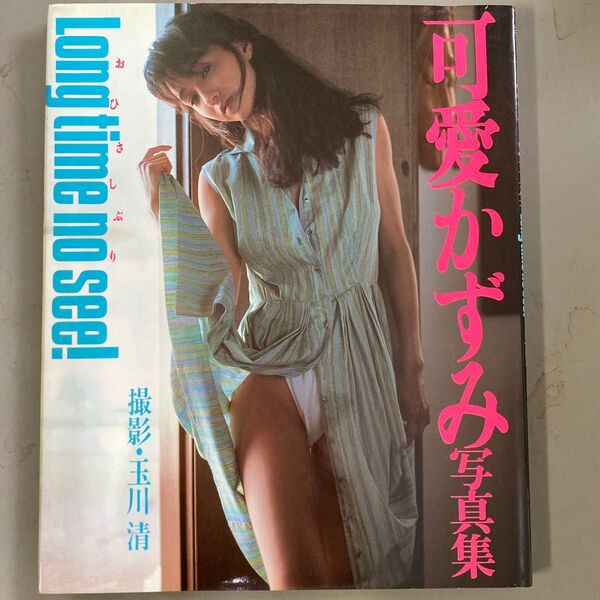 可愛かずみ写真集
Long time no see!
おひさしぶり
撮影・玉川清